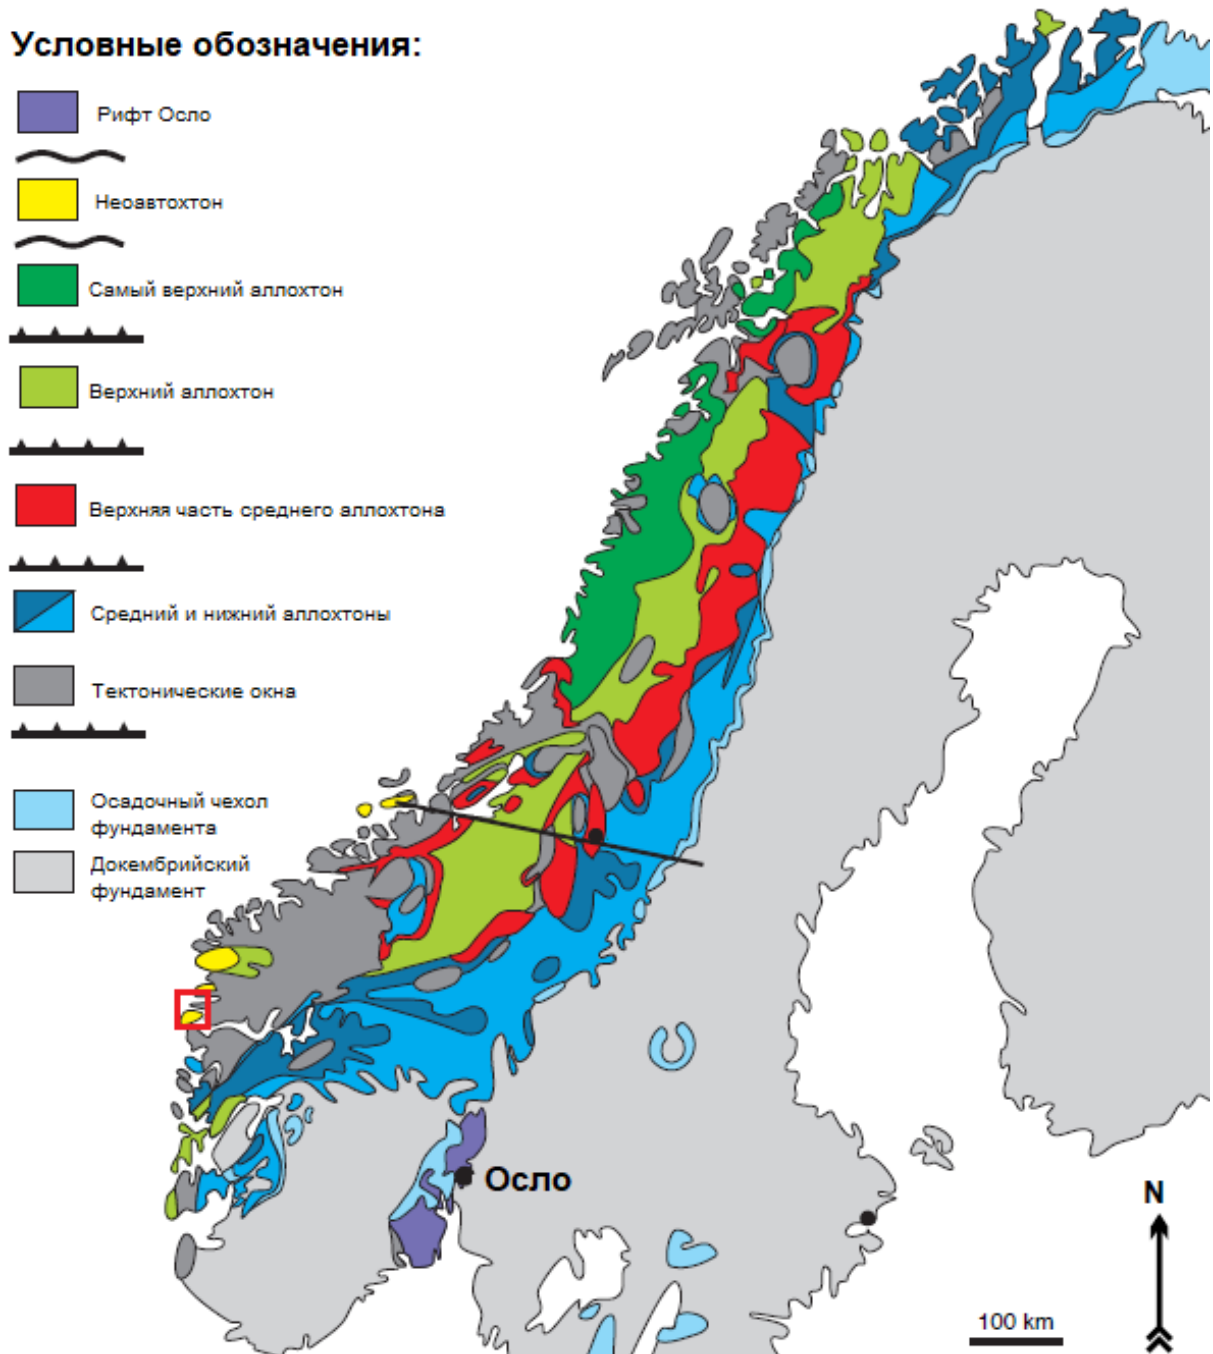 Условные обозначения:
Рифт Осло
Неоавтохтон
Самый верхний аллохтон
Верхний аллохтон
Верхняя часть среднего аллохтона
Средний и нижний аллохтоны
Тектонические окна
Осадочный чехол
фундамента
Докембрийский
фундамент
Осло
N
100 km